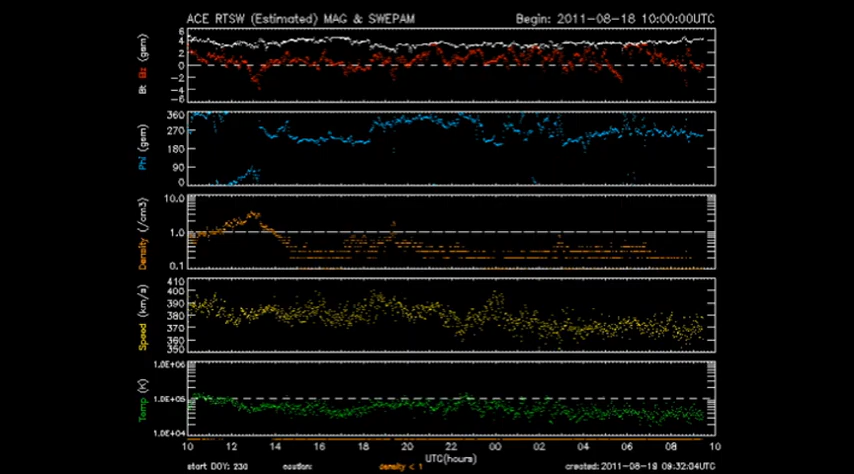 ACE RTSW (Estimated) MAG & SWEPAM Begin: 2011-08-18 10:00:00UTC
Bt Bz (gsm)
6
4
2
0
-2
-4
-6
Phi (gsm)
360
270
180
90
0
Density (/cm3)
10.0
1.0
0.1
Speed (km/s)
410
400
390
380
370
360
350
Temp (K)
1.0E+06
1.0E+05
1.0E+04
10 12 14 16 18 20 22 00 02 04 06 08 10
UTC(hours)
start DOY: 230 caution: density < 1 created: 2011-08-19 09:32:04UTC